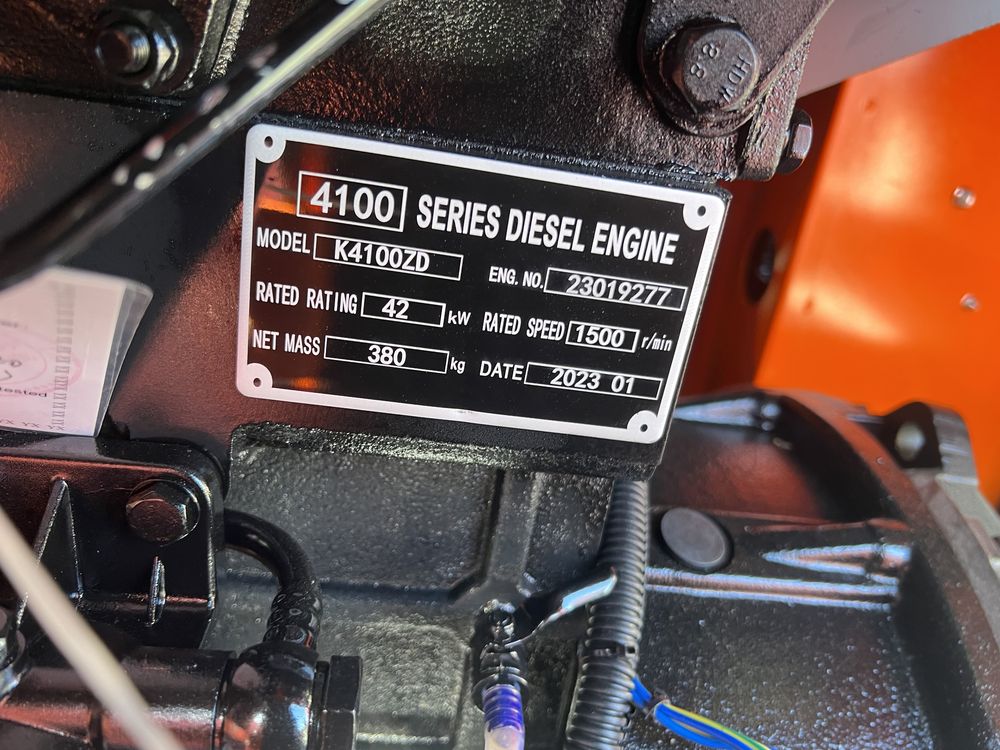 8.8
HDW
4100 SERIES DIESEL ENGINE
MODEL K4100ZD ENG. NO. 23019277
RATED RATING 42 kW RATED SPEED 1500 r/min
NET MASS 380 kg DATE 2023 01